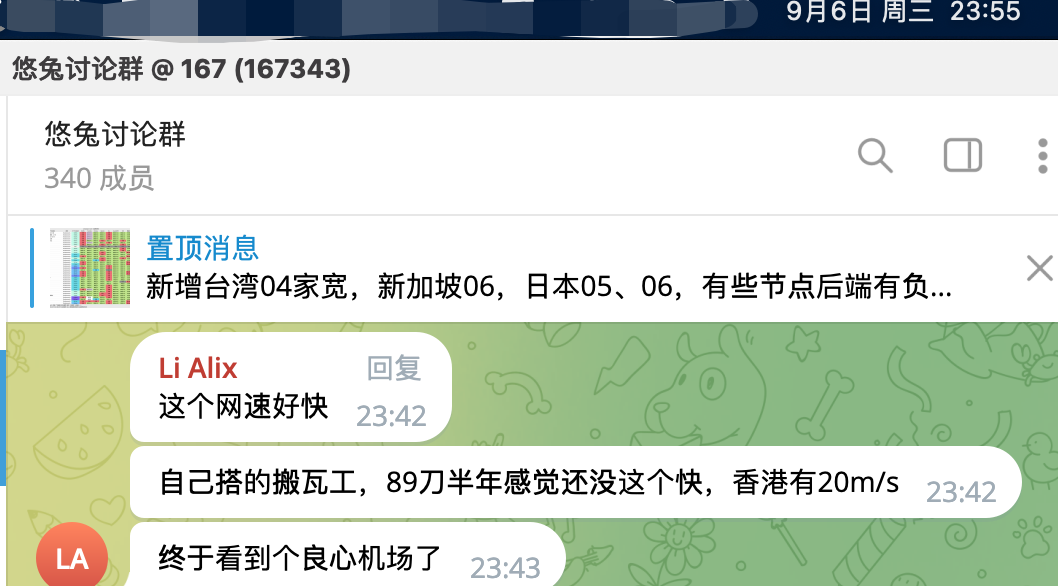 9月6日 周三 23:55
悠兔讨论群 @ 167 (167343)
悠兔讨论群
340 成员
置顶消息
新增台湾04家宽，新加坡06，日本05、06，有些节点后端有负...
Li Alix 回复
这个网速好快 23:42
自己搭的搬瓦工，89刀半年感觉还没这个快，香港有20m/s 23:42
LA
终于看到个良心机场了 23:43